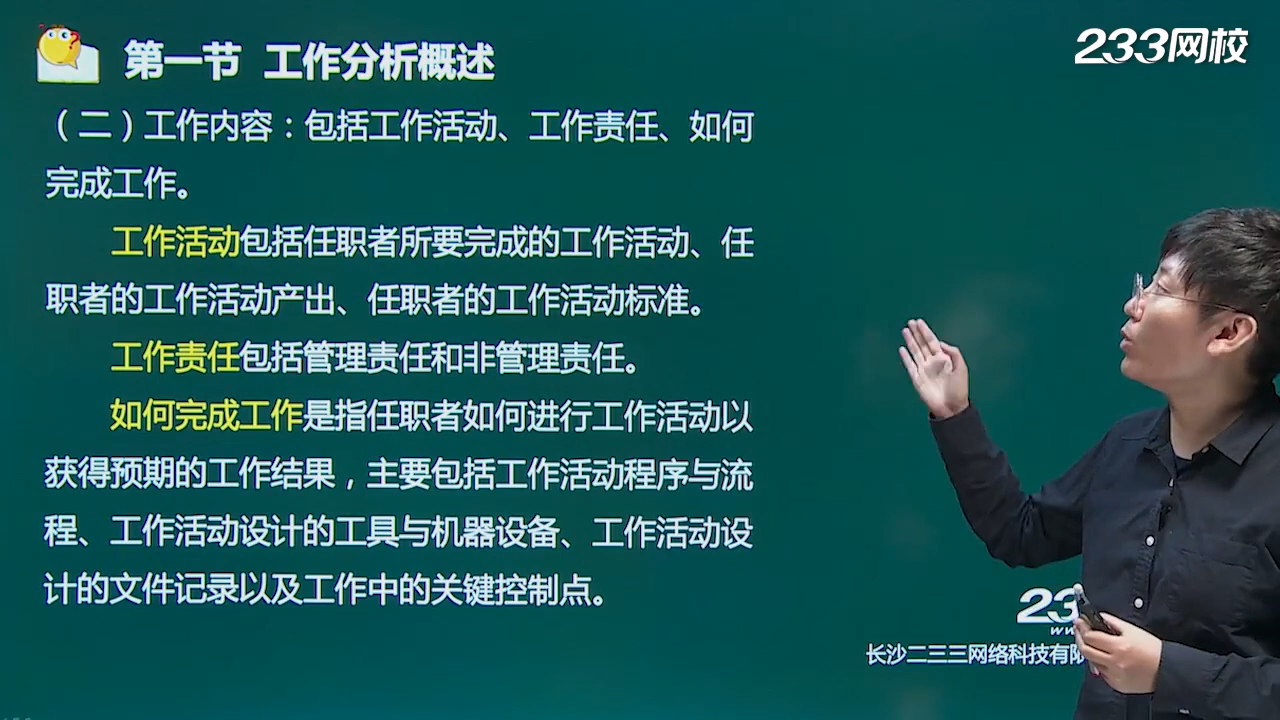 233网校
第一节 工作分析概述
（二）工作内容：包括工作活动、工作责任、如何
完成工作。
工作活动包括任职者所要完成的工作活动、任
职者的工作活动产出、任职者的工作活动标准。
工作责任包括管理责任和非管理责任。
如何完成工作是指任职者如何进行工作活动以
获得预期的工作结果，主要包括工作活动程序与流
程、工作活动设计的工具与机器设备、工作活动设
计的文件记录以及工作中的关键控制点。
23
长沙二三三网络科技有限